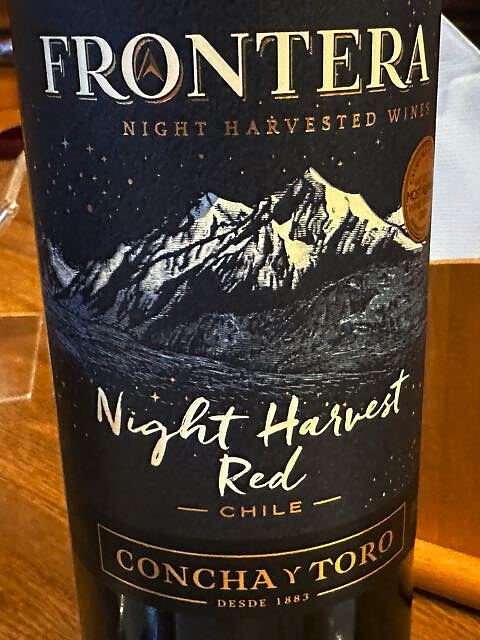 FRONTERA
NIGHT HARVESTED WINES
Night Harvest
Red
CHILE
CONCHA Y TORO
DESDE 1883